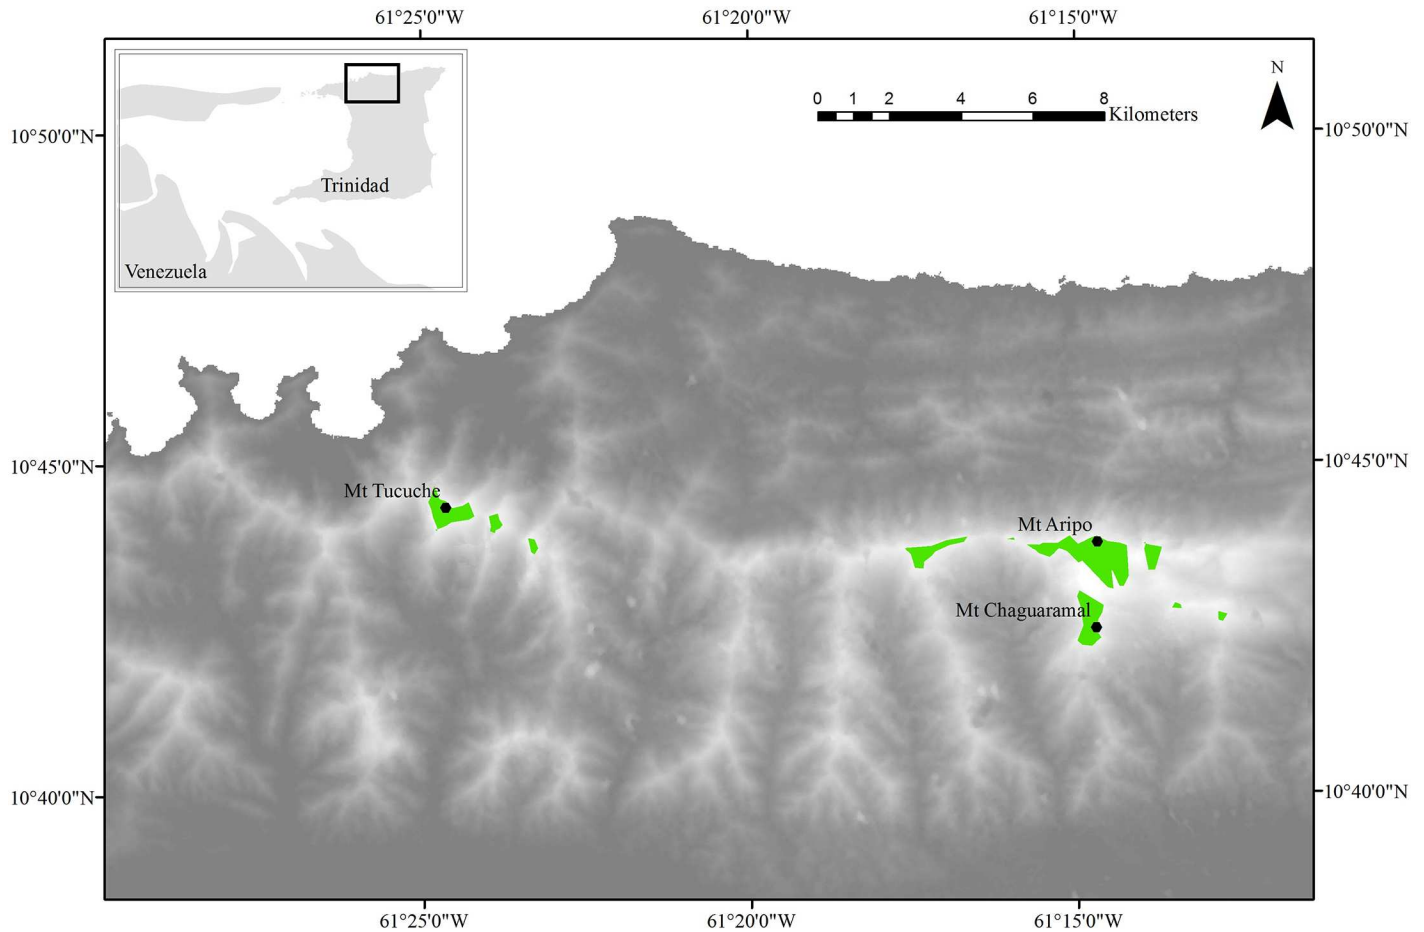 61°25'0"W 61°20'0"W 61°15'0"W
N
0 1 2 4 6 8
Kilometers
10°50'0"N 10°50'0"N
Trinidad
Venezuela
10°45'0"N 10°45'0"N
Mt Tucuche
Mt Aripo
Mt Chaguaramal
10°40'0"N 10°40'0"N
61°25'0"W 61°20'0"W 61°15'0"W